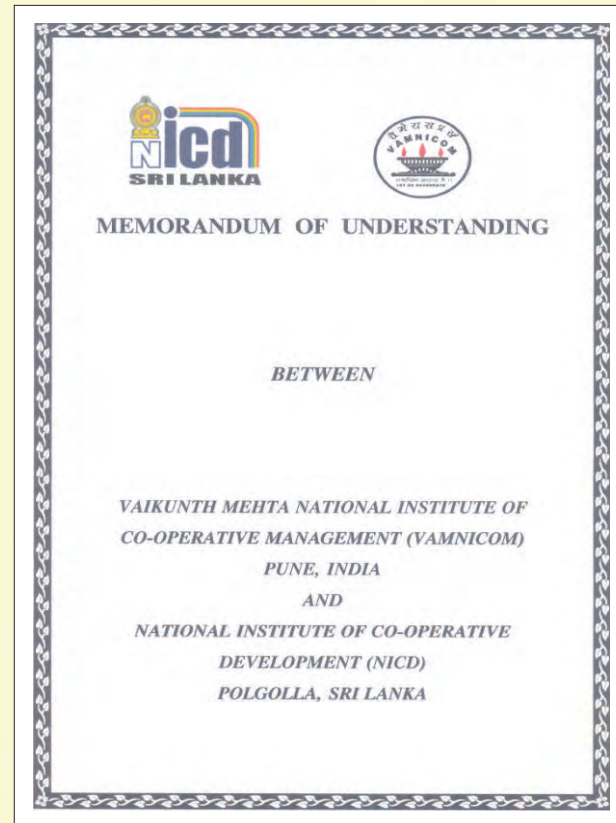 Nicd
SRI LANKA
VAMNICOM
MEMORANDUM OF UNDERSTANDING
BETWEEN
VAIKUNTH MEHTA NATIONAL INSTITUTE OF
CO-OPERATIVE MANAGEMENT (VAMNICOM)
PUNE, INDIA
AND
NATIONAL INSTITUTE OF CO-OPERATIVE
DEVELOPMENT (NICD)
POLGOLLA, SRI LANKA